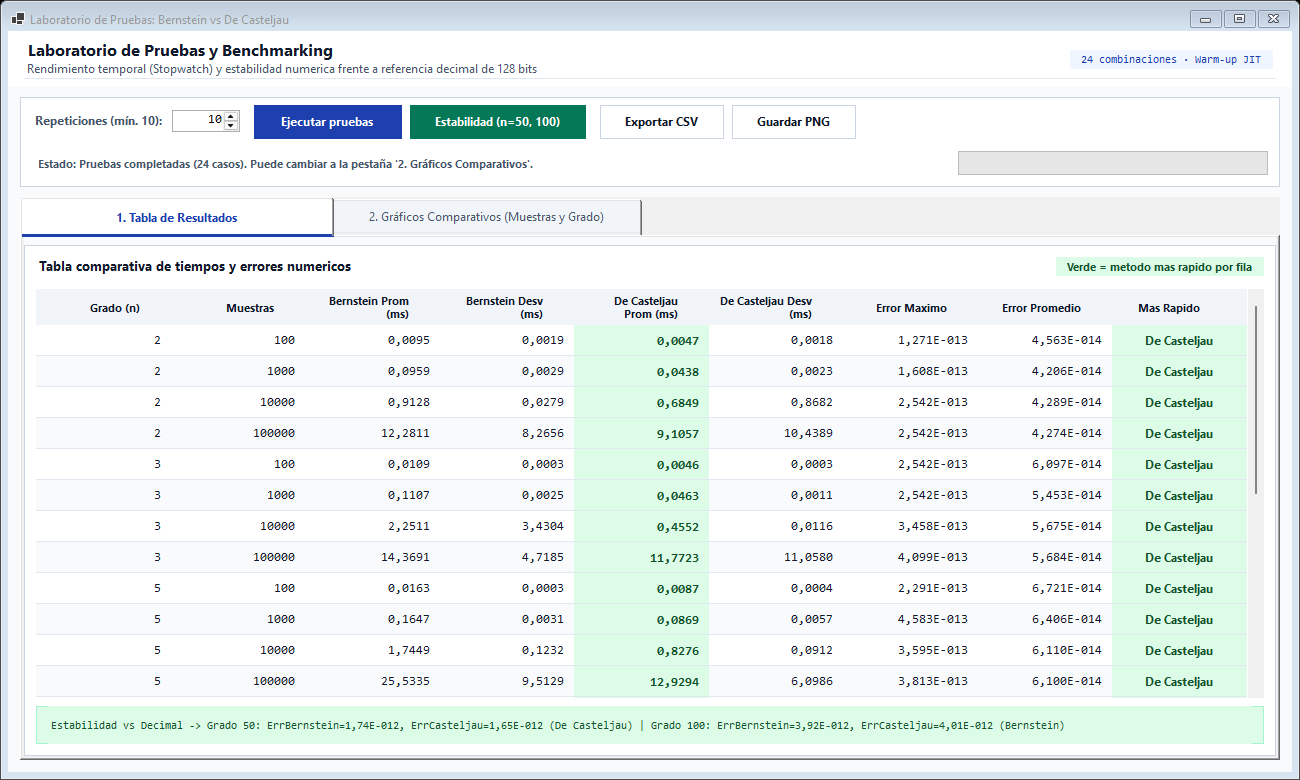 Laboratorio de Pruebas: Bernstein vs De Casteljau
Laboratorio de Pruebas y Benchmarking
Rendimiento temporal (Stopwatch) y estabilidad numerica frente a referencia decimal de 128 bits
24 combinaciones · Warm-up JIT
Repeticiones (mín. 10): 10 Ejecutar pruebas Estabilidad (n=50, 100) Exportar CSV Guardar PNG
Estado: Pruebas completadas (24 casos). Puede cambiar a la pestaña '2. Gráficos Comparativos'.
1. Tabla de Resultados 2. Gráficos Comparativos (Muestras y Grado)
Tabla comparativa de tiempos y errores numericos
Verde = metodo mas rapido por fila
Grado (n) Muestras Bernstein Prom (ms) Bernstein Desv (ms) De Casteljau Prom (ms) De Casteljau Desv (ms) Error Maximo Error Promedio Mas Rapido
2 100 0,0095 0,0019 0,0047 0,0018 1,271E-013 4,563E-014 De Casteljau
2 1000 0,0959 0,0029 0,0438 0,0023 1,608E-013 4,206E-014 De Casteljau
2 10000 0,9128 0,0279 0,6849 0,8682 2,542E-013 4,289E-014 De Casteljau
2 100000 12,2811 8,2656 9,1057 10,4389 2,542E-013 4,274E-014 De Casteljau
3 100 0,0109 0,0003 0,0046 0,0003 2,542E-013 6,097E-014 De Casteljau
3 1000 0,1107 0,0025 0,0463 0,0011 2,542E-013 5,453E-014 De Casteljau
3 10000 2,2511 3,4304 0,4552 0,0116 3,458E-013 5,675E-014 De Casteljau
3 100000 14,3691 4,7185 11,7723 11,0580 4,099E-013 5,684E-014 De Casteljau
5 100 0,0163 0,0003 0,0087 0,0004 2,291E-013 6,721E-014 De Casteljau
5 1000 0,1647 0,0031 0,0869 0,0057 4,583E-013 6,406E-014 De Casteljau
5 10000 1,7449 0,1232 0,8276 0,0912 3,595E-013 6,110E-014 De Casteljau
5 100000 25,5335 9,5129 12,9294 6,0986 3,813E-013 6,100E-014 De Casteljau
Estabilidad vs Decimal -> Grado 50: ErrBernstein=1,74E-012, ErrCasteljau=1,65E-012 (De Casteljau) | Grado 100: ErrBernstein=3,92E-012, ErrCasteljau=4,01E-012 (Bernstein)